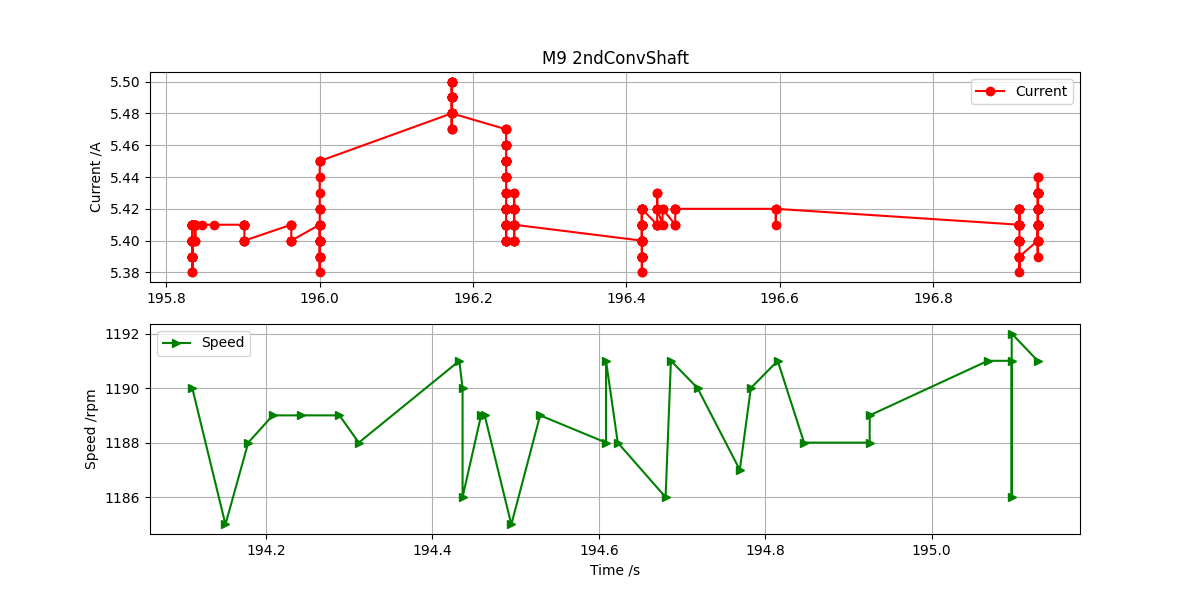 M9 2ndConvShaft
5.50
5.48
5.46
5.44
5.42
5.40
5.38
Current /A
Current
195.8 196.0 196.2 196.4 196.6 196.8
1192
1190
1188
1186
Speed /rpm
Speed
194.2 194.4 194.6 194.8 195.0
Time /s